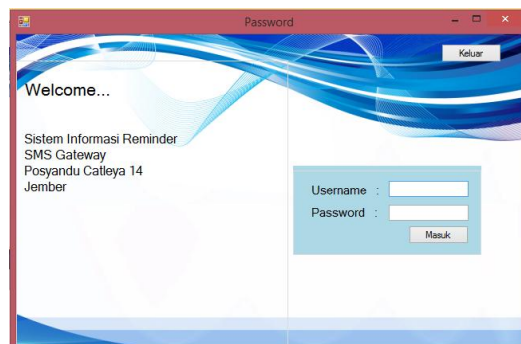 Password
Keluar
Welcome...
Sistem Informasi Reminder
SMS Gateway
Posyandu Catleya 14
Jember
Username :
Password :
Masuk